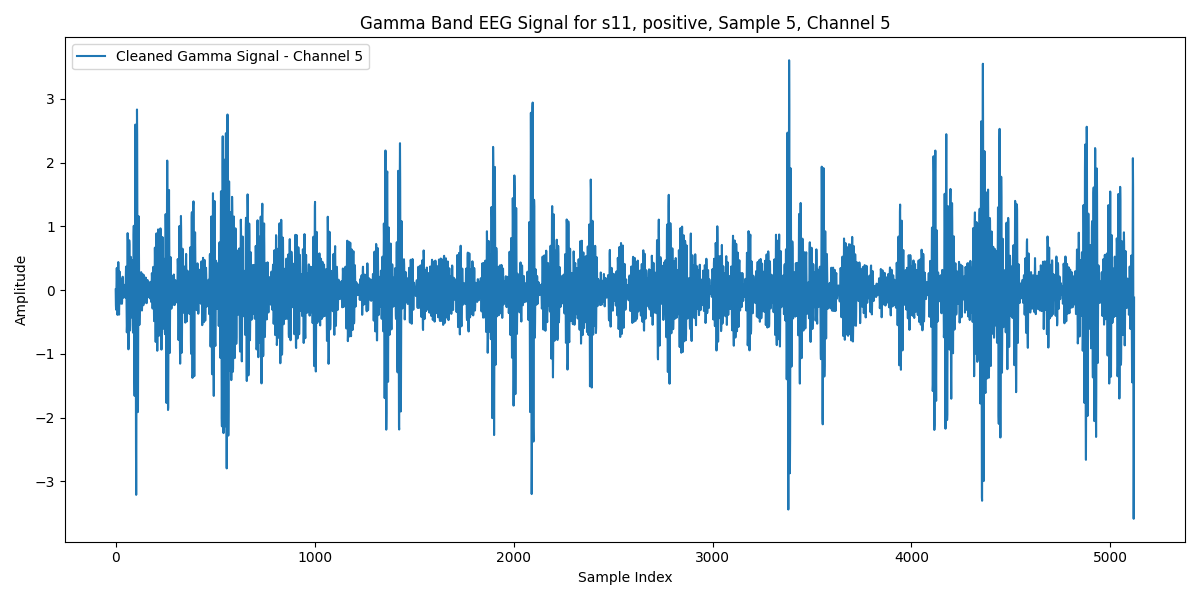 Gamma Band EEG Signal for s11, positive, Sample 5, Channel 5
Cleaned Gamma Signal - Channel 5
Amplitude
3
2
1
0
−1
−2
−3
0 1000 2000 3000 4000 5000
Sample Index